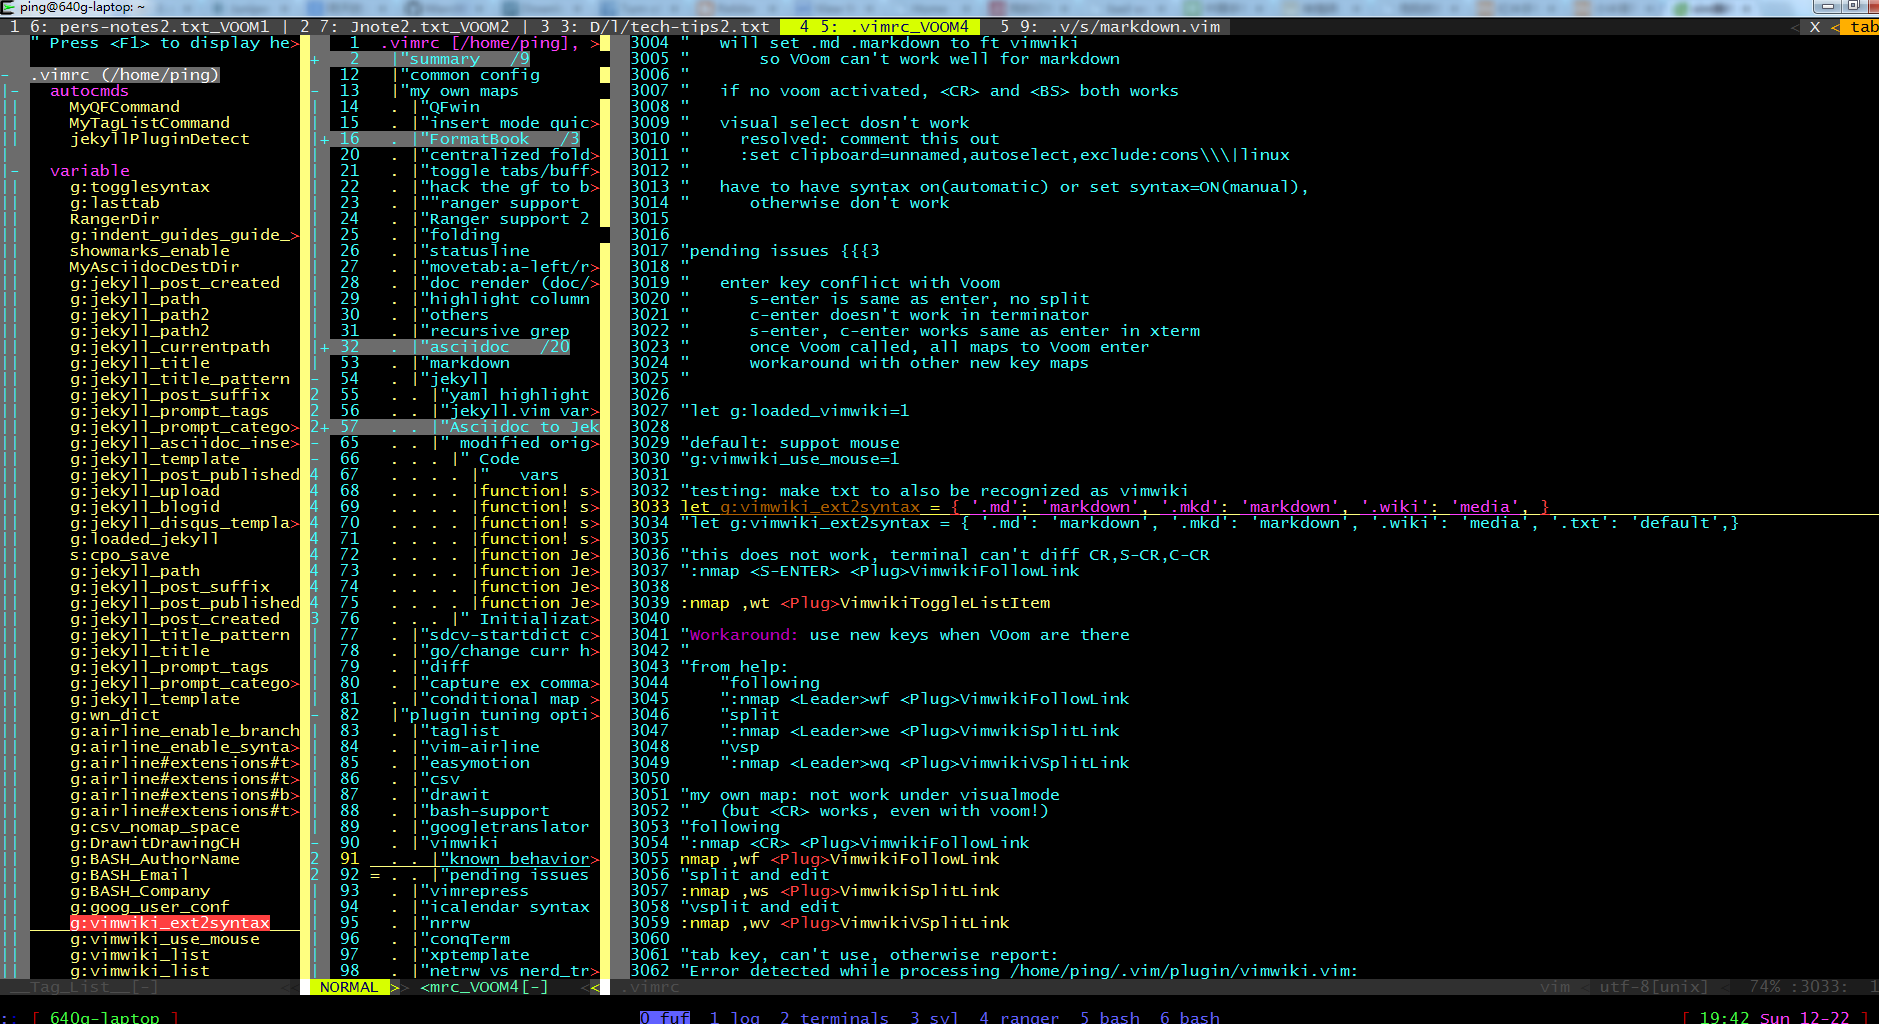 ping@640g-laptop: ~
1 6: pers-notes2.txt_VOOM1 | 2 7: Jnote2.txt_VOOM2 | 3 3: D/l/tech-tips2.txt 4 5: .vimrc_VOOM4 5 9: .v/s/markdown.vim < X < tab
" Press <F1> to display he>
.vimrc (/home/ping)
autocmds
MyQFCommand
MyTagListCommand
jekyllPluginDetect
variable
g:togglesyntax
g:lasttab
RangerDir
g:indent_guides_guide_>
showmarks_enable
MyAsciidocDestDir
g:jekyll_post_created
g:jekyll_path
g:jekyll_path2
g:jekyll_path2
g:jekyll_currentpath
g:jekyll_title
g:jekyll_title_pattern
g:jekyll_post_suffix
g:jekyll_prompt_tags
g:jekyll_prompt_catego>
g:jekyll_asciidoc_inse>
g:jekyll_template
g:jekyll_post_published
g:jekyll_upload
g:jekyll_blogid
g:jekyll_disqus_templa>
g:loaded_jekyll
s:cpo_save
g:jekyll_path
g:jekyll_post_suffix
g:jekyll_post_published
g:jekyll_post_created
g:jekyll_title_pattern
g:jekyll_title
g:jekyll_prompt_tags
g:jekyll_prompt_catego>
g:jekyll_template
g:wn_dict
g:airline_enable_branch
g:airline_enable_synta>
g:airline#extensions#t>
g:airline#extensions#t>
g:airline#extensions#b>
g:airline#extensions#t>
g:csv_nomap_space
g:DrawitDrawingCH
g:BASH_AuthorName
g:BASH_Email
g:BASH_Company
g:goog_user_conf
g:vimwiki_ext2syntax
g:vimwiki_use_mouse
g:vimwiki_list
g:vimwiki_list
__Tag_List__[-]
1 .vimrc [/home/ping], >
+ 2 |"summary /9
12 |"common config
- 13 |"my own maps
14 . |"QFwin
15 . |"insert mode quic>
|+ 16 . |"FormatBook /3
20 . |"centralized fold>
21 . |"toggle tabs/buff>
22 . |"hack the gf to b>
23 . |""ranger support
24 . |"Ranger support 2
25 . |"folding
26 . |"statusline
27 . |"movetab:a-left/r>
28 . |"doc render (doc/>
29 . |"highlight column
30 . |"others
31 . |"recursive grep
|+ 32 . |"asciidoc /20
53 . |"markdown
- 54 . |"jekyll
2 55 . . |"yaml highlight
2 56 . . |"jekyll.vim var>
2+ 57 . . |"Asciidoc to Jek
- 65 . . |" modified orig>
- 66 . . . |" Code
4 67 . . . . |" vars
4 68 . . . . |function! s>
4 69 . . . . |function! s>
4 70 . . . . |function! s>
4 71 . . . . |function! s>
4 72 . . . . |function Je>
4 73 . . . . |function Je>
4 74 . . . . |function Je>
4 75 . . . . |function Je>
3 76 . . . |" Initializat>
77 . |"sdcv-startdict c>
78 . |"go/change curr h>
79 . |"diff
80 . |"capture ex comma>
81 . |"conditional map >
- 82 |"plugin tuning opti>
83 . |"taglist
84 . |"vim-airline
85 . |"easymotion
86 . |"csv
87 . |"drawit
88 . |"bash-support
89 . |"googletranslator
- 90 . |"vimwiki
2 91 . . |"known behavior>
2 92 = . . |"pending issues
93 . |"vimrepress
94 . |"icalendar syntax
95 . |"nrrw
96 . |"conqTerm
97 . |"xptemplate
98 . |"netrw vs nerd_tr>
NORMAL >> <mrc_VOOM4[-] <<
3004 " will set .md .markdown to ft vimwiki
3005 " so VOom can't work well for markdown
3006 "
3007 " if no voom activated, <CR> and <BS> both works
3008 "
3009 " visual select dosn't work
3010 " resolved: comment this out
3011 " :set clipboard=unnamed,autoselect,exclude:cons\\\|linux
3012 "
3013 " have to have syntax on(automatic) or set syntax=ON(manual),
3014 " otherwise don't work
3015
3016
3017 "pending issues {{{3
3018 "
3019 " enter key conflict with Voom
3020 " s-enter is same as enter, no split
3021 " c-enter doesn't work in terminator
3022 " s-enter, c-enter works same as enter in xterm
3023 " once Voom called, all maps to Voom enter
3024 " workaround with other new key maps
3025 "
3026
3027 "let g:loaded_vimwiki=1
3028
3029 "default: suppot mouse
3030 "g:vimwiki_use_mouse=1
3031
3032 "testing: make txt to also be recognized as vimwiki
3033 let g:vimwiki_ext2syntax = { '.md': 'markdown', '.mkd': 'markdown', '.wiki': 'media', }
3034 "let g:vimwiki_ext2syntax = { '.md': 'markdown', '.mkd': 'markdown', '.wiki': 'media', '.txt': 'default',}
3035
3036 "this does not work, terminal can't diff CR,S-CR,C-CR
3037 ":nmap <S-ENTER> <Plug>VimwikiFollowLink
3038
3039 :nmap ,wt <Plug>VimwikiToggleListItem
3040
3041 "Workaround: use new keys when VOom are there
3042 "
3043 "from help:
3044 "following
3045 ":nmap <Leader>wf <Plug>VimwikiFollowLink
3046 "split
3047 ":nmap <Leader>we <Plug>VimwikiSplitLink
3048 "vsp
3049 ":nmap <Leader>wq <Plug>VimwikiVSplitLink
3050
3051 "my own map: not work under visualmode
3052 " (but <CR> works, even with voom!)
3053 "following
3054 ":nmap <CR> <Plug>VimwikiFollowLink
3055 nmap ,wf <Plug>VimwikiFollowLink
3056 "split and edit
3057 :nmap ,ws <Plug>VimwikiSplitLink
3058 "vsplit and edit
3059 :nmap ,wv <Plug>VimwikiVSplitLink
3060
3061 "tab key, can't use, otherwise report:
3062 "Error detected while processing /home/ping/.vim/plugin/vimwiki.vim:
.vimrc vim < utf-8[unix] < 74% :3033: 1
:: [ 640g-laptop ] 0 fuf 1 log 2 terminals 3 svl 4 ranger 5 bash 6 bash [ 19:42 Sun 12-22 ]